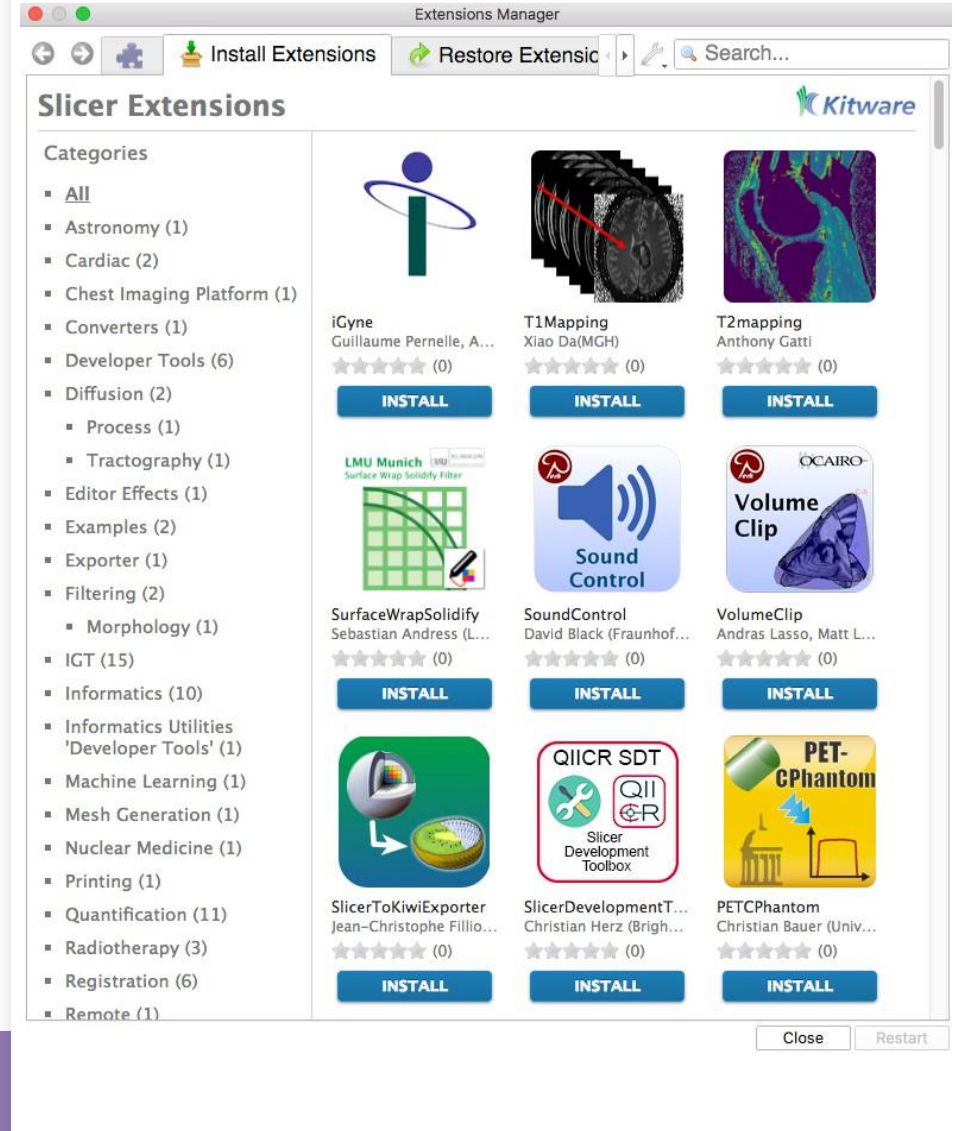 Extensions Manager
Install Extensions
Restore Extensio
Search...
Slicer Extensions
Kitware
Categories
All
Astronomy (1)
Cardiac (2)
Chest Imaging Platform (1)
Converters (1)
Developer Tools (6)
Diffusion (2)
Process (1)
Tractography (1)
Editor Effects (1)
Examples (2)
Exporter (1)
Filtering (2)
Morphology (1)
IGT (15)
Informatics (10)
Informatics Utilities
'Developer Tools' (1)
Machine Learning (1)
Mesh Generation (1)
Nuclear Medicine (1)
Printing (1)
Quantification (11)
Radiotherapy (3)
Registration (6)
Remote (1)
iGyne
Guillaume Pernelle, A...
(0)
INSTALL
T1Mapping
Xiao Da(MGH)
(0)
INSTALL
T2mapping
Anthony Gatti
(0)
INSTALL
LMU Munich
Surface Wrap Solidify Filter
SurfaceWrapSolidify
Sebastian Andress (L...
(0)
INSTALL
Perk
Sound
Control
SoundControl
David Black (Fraunhof...
(0)
INSTALL
Perk
OCAIRO
Volume
Clip
VolumeClip
Andras Lasso, Matt L...
(0)
INSTALL
SlicerToKiwiExporter
Jean-Christophe Fillio...
(0)
INSTALL
QIICR SDT
QII
CR
Slicer
Development
Toolbox
SlicerDevelopmentT...
Christian Herz (Brigh...
(0)
INSTALL
PET-
CPhantom
PETCPhantom
Christian Bauer (Univ...
(0)
INSTALL
Close
Restart